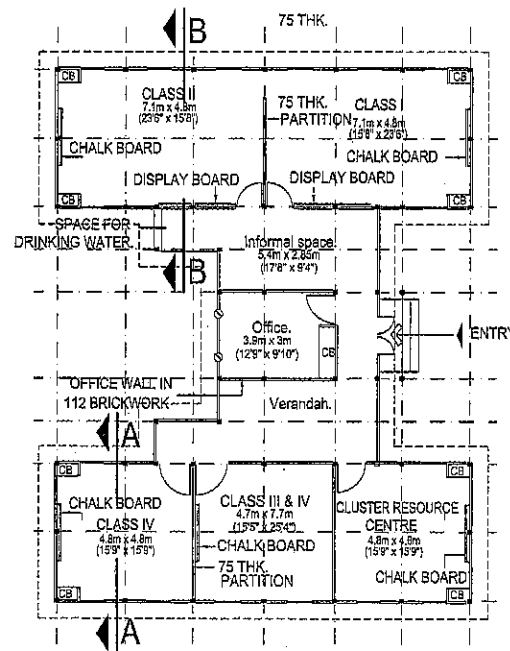 B
75 THK.
CB
CB
CLASS II
7.1m x 4.8m
(23'6" x 15'8")
75 THK.
PARTITION
CLASS I
7.1m x 4.8m
(15'8" x 23'6")
CHALK BOARD
CHALK BOARD
DISPLAY BOARD
DISPLAY BOARD
CB
CB
SPACE FOR
DRINKING WATER
Informal space.
5.4m x 2.85m
(17'8" x 9'4")
B
Office.
3.9m x 3m
(12'9" x 9'10")
CB
ENTRY
OFFICE WALL IN
112 BRICKWORK
Verandah.
A
CB
CB
CHALK BOARD
CLASS IV
4.8m x 4.8m
(15'9" x 15'9")
CLASS III & IV
4.7m x 7.7m
(15'5" x 25'4")
CHALK BOARD
75 THK.
PARTITION
CLUSTER RESOURCE
CENTRE
4.8m x 4.8m
(15'9" x 15'9")
CHALK BOARD
CB
CB
A